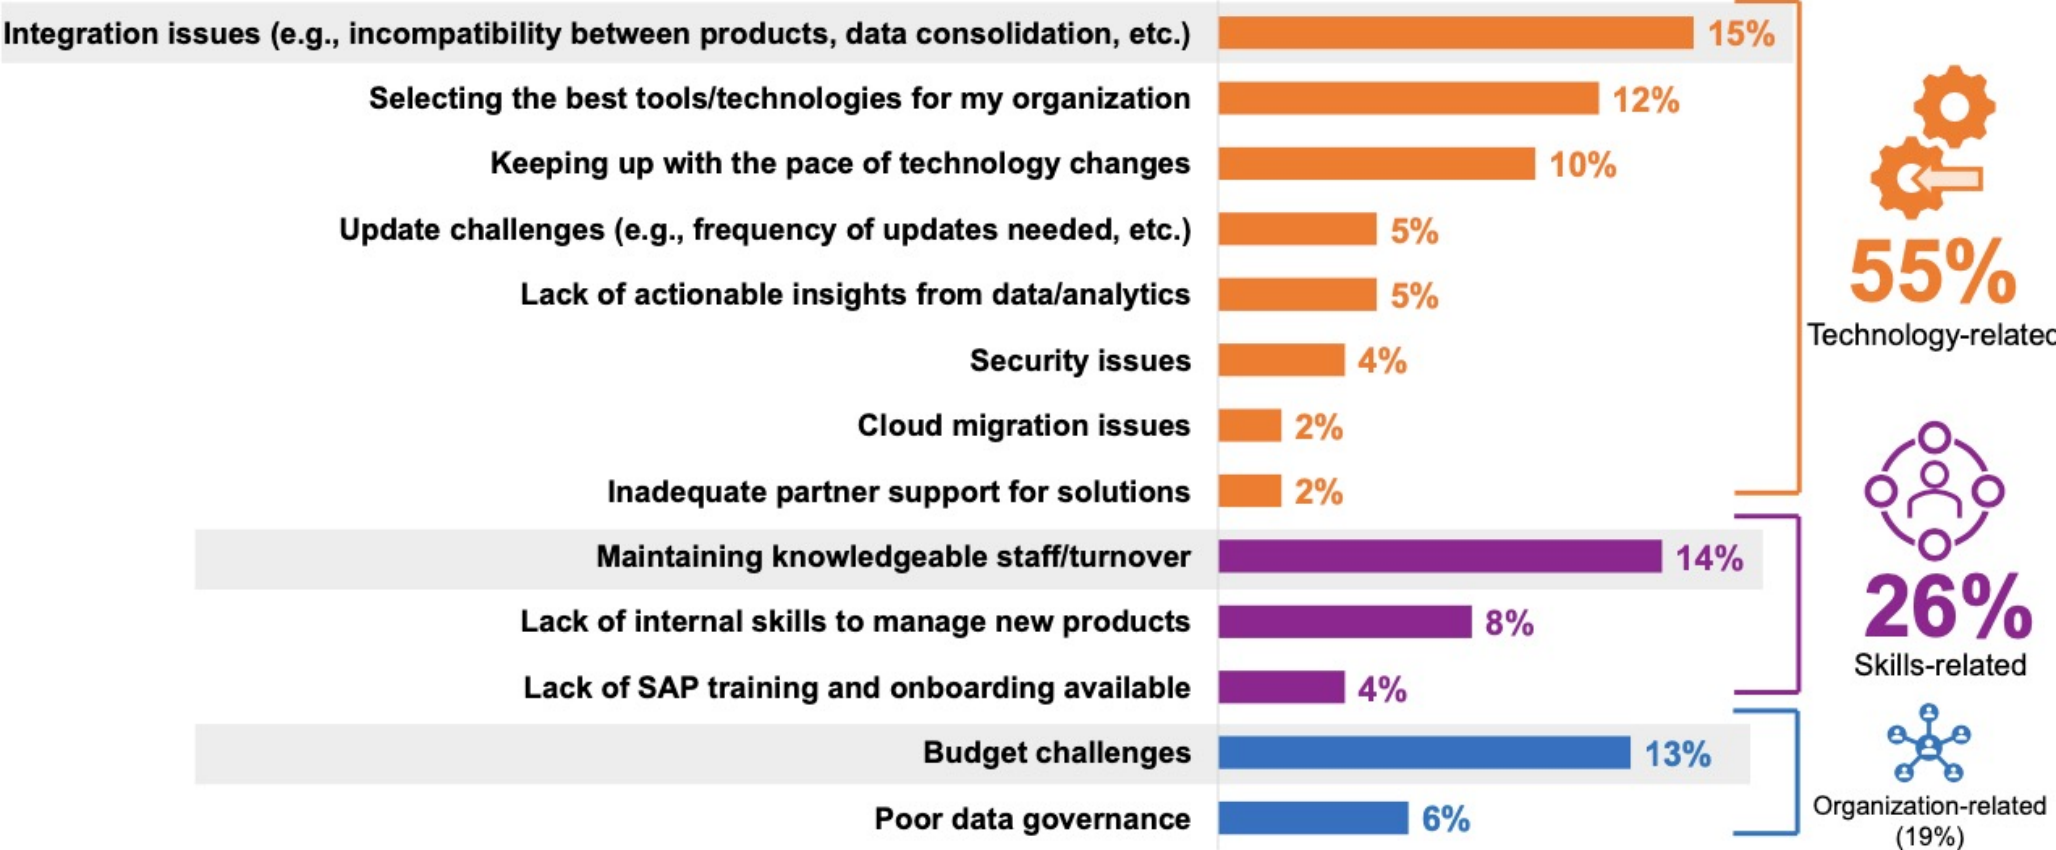 Integration issues (e.g., incompatibility between products, data consolidation, etc.) 15%
Selecting the best tools/technologies for my organization 12%
Keeping up with the pace of technology changes 10%
Update challenges (e.g., frequency of updates needed, etc.) 5%
Lack of actionable insights from data/analytics 5%
Security issues 4%
Cloud migration issues 2%
Inadequate partner support for solutions 2%
55%
Technology-related
Maintaining knowledgeable staff/turnover 14%
Lack of internal skills to manage new products 8%
Lack of SAP training and onboarding available 4%
26%
Skills-related
Budget challenges 13%
Poor data governance 6%
Organization-related
(19%)